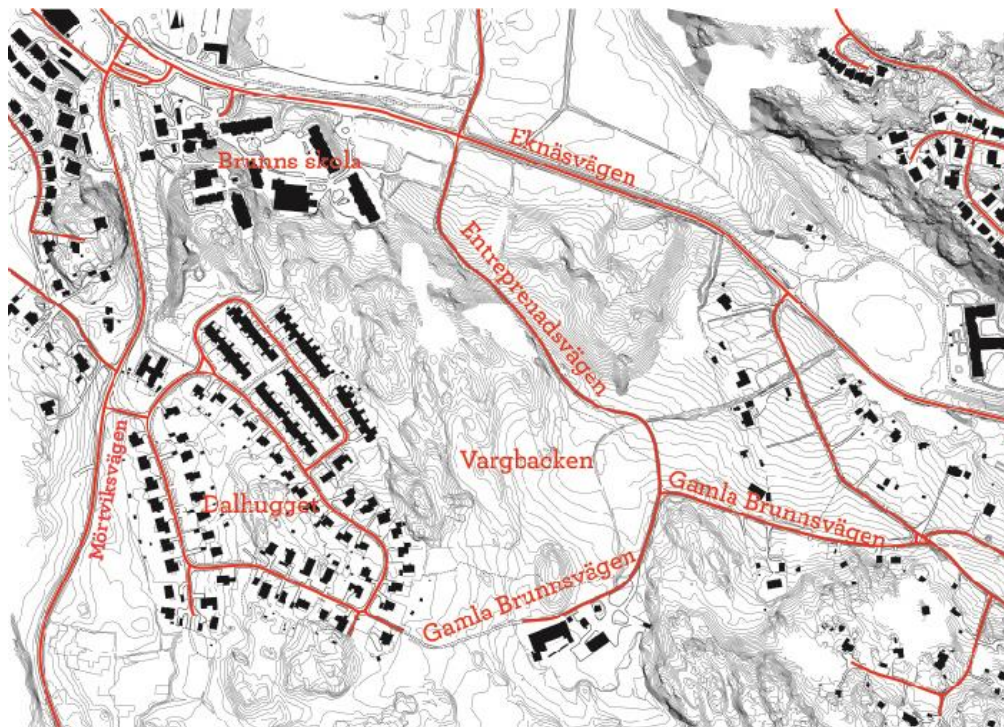 Eknäsvägen
Brunns skola
Entreprenadsvägen
Vargbacken
Mörtviksvägen
Dalhugget
Gamla Brunnsvägen
Gamla Brunnsvägen